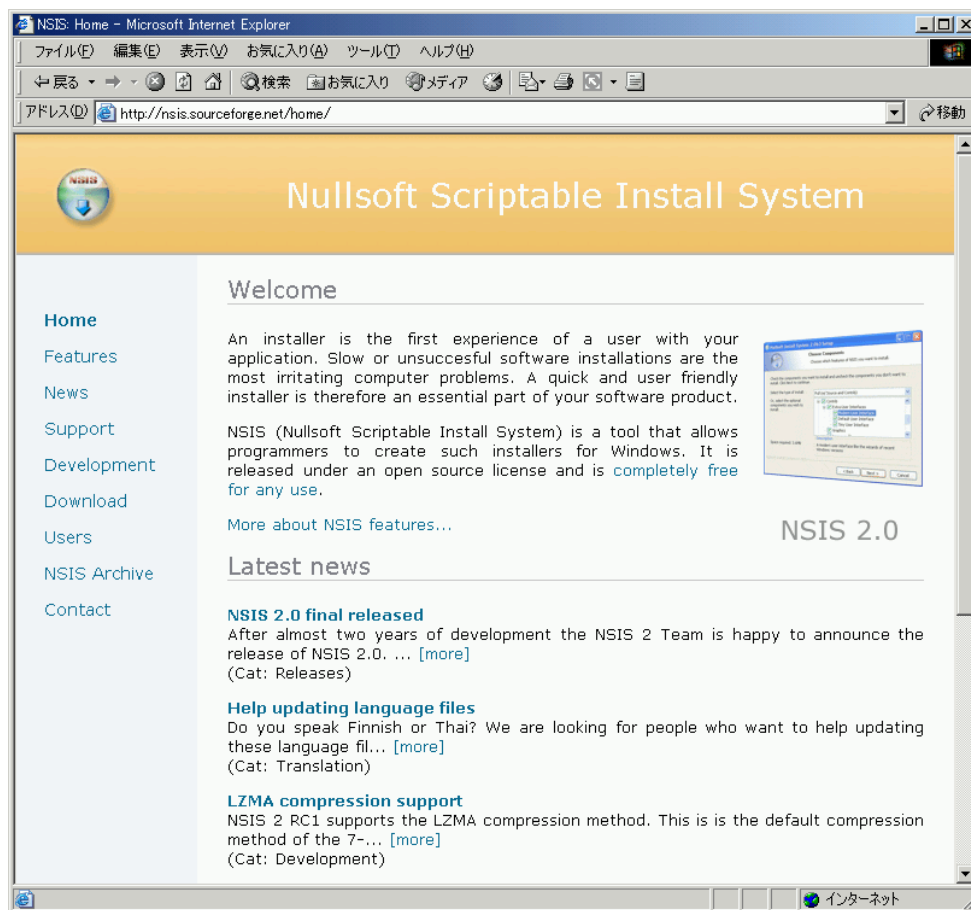 NSIS: Home - Microsoft Internet Explorer
ファイル(F) 編集(E) 表示(V) お気に入り(A) ツール(T) ヘルプ(H)
戻る 検索 お気に入り メディア
アドレス(D) http://nsis.sourceforge.net/home/ 移動
NSIS
Nullsoft Scriptable Install System
Home
Features
News
Support
Development
Download
Users
NSIS Archive
Contact
Welcome
An installer is the first experience of a user with your
application. Slow or unsuccesful software installations are the
most irritating computer problems. A quick and user friendly
installer is therefore an essential part of your software product.
NSIS (Nullsoft Scriptable Install System) is a tool that allows
programmers to create such installers for Windows. It is
released under an open source license and is completely free
for any use.
More about NSIS features...
Choose Components
NSIS 2.0
Latest news
NSIS 2.0 final released
After almost two years of development the NSIS 2 Team is happy to announce the
release of NSIS 2.0. ... [more]
(Cat: Releases)
Help updating language files
Do you speak Finnish or Thai? We are looking for people who want to help updating
these language fil... [more]
(Cat: Translation)
LZMA compression support
NSIS 2 RC1 supports the LZMA compression method. This is is the default compression
method of the 7-... [more]
(Cat: Development)
インターネット